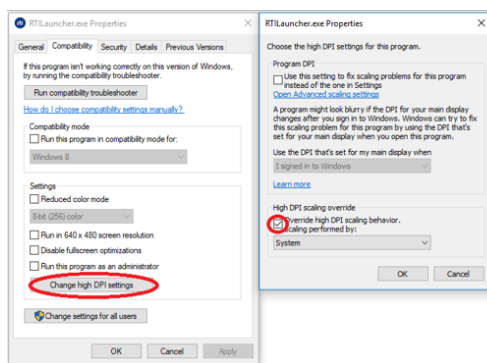 RTILauncher.exe Properties
General
Compatibility
Security
Details
Previous Versions
If this program isn't working correctly on this version of Windows,
try running the compatibility troubleshooter.
Run compatibility troubleshooter
How do I choose compatibility settings manually?
Compatibility mode
Run this program in compatibility mode for:
Windows 8
Settings
Reduced color mode
8-bit (256) color
Run in 640 x 480 screen resolution
Disable fullscreen optimizations
Run this program as an administrator
Change high DPI settings
Change settings for all users
OK
Cancel
Apply
RTILauncher.exe Properties
Choose the high DPI settings for this program.
Program DPI
Use this setting to fix scaling problems for this program
instead of the one in Settings
Open Advanced scaling settings
A program might look blurry if the DPI for your main display
changes after you sign in to Windows. Windows can try to fix
this scaling problem for this program by using the DPI that's
set for your main display when you open this program.
Use the DPI that's set for my main display when
I signed in to Windows
Learn more
High DPI scaling override
Override high DPI scaling behavior.
Scaling performed by:
System
OK
Cancel